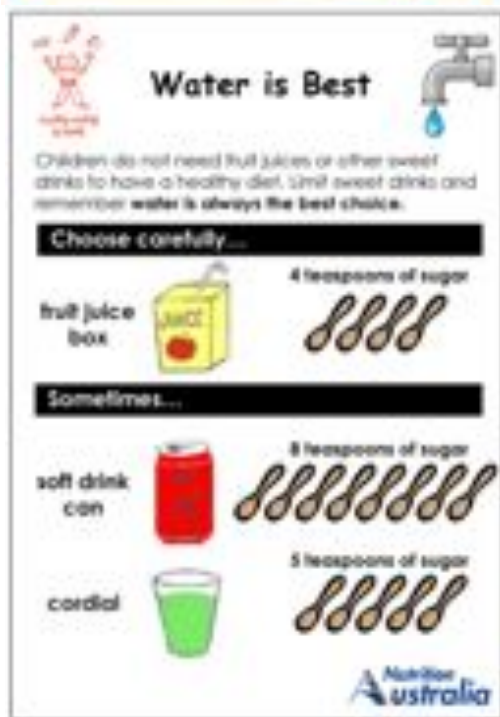 Water is Best
Children do not need fruit juices or other sweet
drinks to have a healthy diet. Limit sweet drinks and
remember water is always the best choice.
Choose carefully...
4 teaspoons of sugar
fruit juice
box
JUICE
Sometimes...
8 teaspoons of sugar
soft drink
can
5 teaspoons of sugar
cordial
Nutrition
Australia